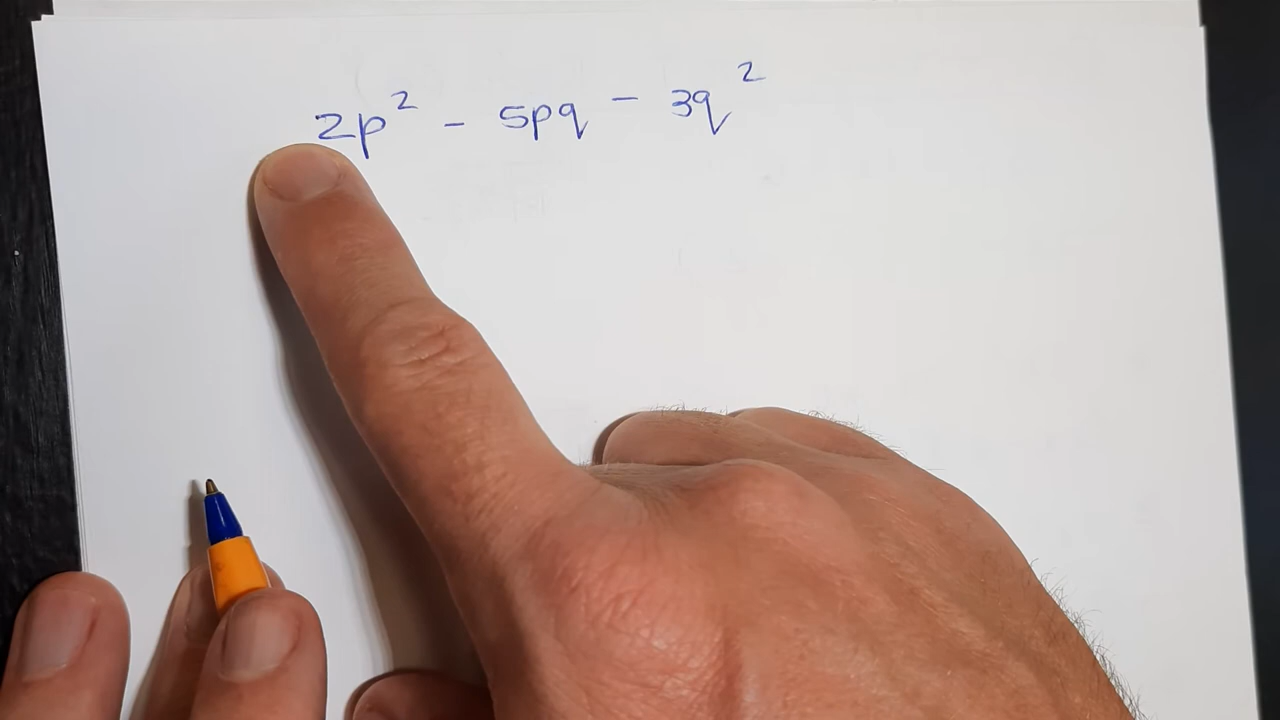 2p² - 5pq - 3q²